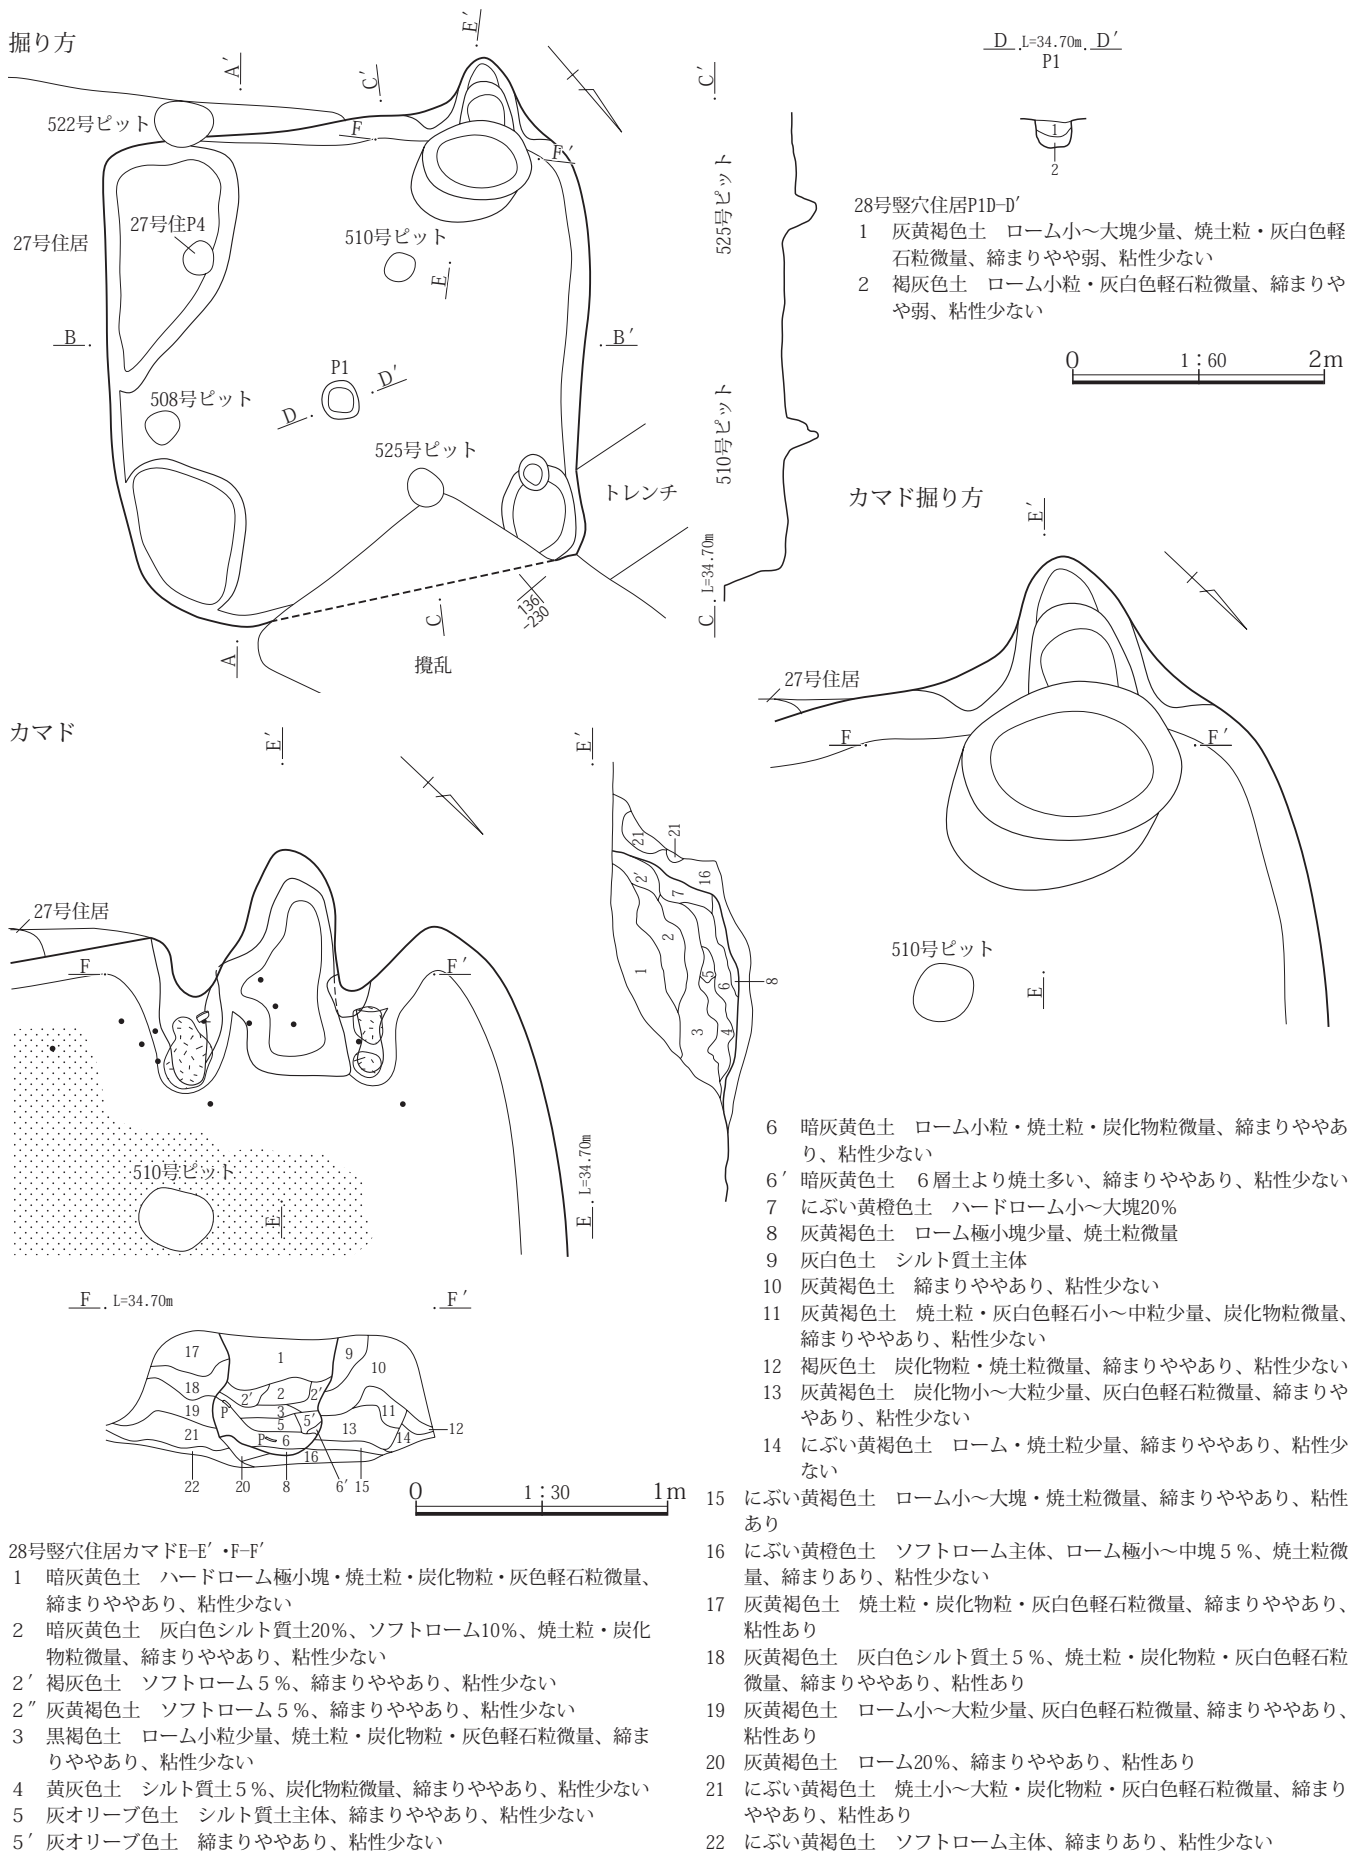 掘り方
A′
C′
E′
522号ピット
F
F′
27号住居
27号住P4
510号ピット
E
B
B′
P1
D′
D
508号ピット
525号ピット
トレンチ
136
-230
A
C
攪乱
C′
525号ピット
510号ピット
C L=34.70m
D L=34.70m D′
P1
1
2
28号竪穴住居P1D-D′
1 灰黄褐色土 ローム小～大塊少量、焼土粒・灰白色軽
石粒微量、締まりやや弱、粘性少ない
2 褐灰色土 ローム小粒・灰白色軽石粒微量、締まりや
や弱、粘性少ない
0 1：60 2m
カマド掘り方
E′
27号住居
F
F′
510号ピット
E
カマド
E′
27号住居
F
F′
510号ピット
E
E′
21
21
16
2′
7
2
1
5
6
8
3
4
E L=34.70m
F L=34.70m
F′
17
1
9
10
18
2′
2
2′
19
P
3
5
5′
11
21
P
6
13
14
12
16
22
20
8
6′
15
0 1：30 1m
28号竪穴住居カマドE-E′・F-F′
1 暗灰黄色土 ハードローム極小塊・焼土粒・炭化物粒・灰色軽石粒微量、
締まりややあり、粘性少ない
2 暗灰黄色土 灰白色シルト質土20％、ソフトローム10％、焼土粒・炭化
物粒微量、締まりややあり、粘性少ない
2′ 褐灰色土 ソフトローム５％、締まりややあり、粘性少ない
2″ 灰黄褐色土 ソフトローム５％、締まりややあり、粘性少ない
3 黒褐色土 ローム小粒少量、焼土粒・炭化物粒・灰色軽石粒微量、締ま
りややあり、粘性少ない
4 黄灰色土 シルト質土５％、炭化物粒微量、締まりややあり、粘性少ない
5 灰オリーブ色土 シルト質土主体、締まりややあり、粘性少ない
5′ 灰オリーブ色土 締まりややあり、粘性少ない
6 暗灰黄色土 ローム小粒・焼土粒・炭化物粒微量、締まりややあ
り、粘性少ない
6′ 暗灰黄色土 ６層土より焼土多い、締まりややあり、粘性少ない
7 にぶい黄橙色土 ハードローム小～大塊20％
8 灰黄褐色土 ローム極小塊少量、焼土粒微量
9 灰白色土 シルト質土主体
10 灰黄褐色土 締まりややあり、粘性少ない
11 灰黄褐色土 焼土粒・灰白色軽石小～中粒少量、炭化物粒微量、
締まりややあり、粘性少ない
12 褐灰色土 炭化物粒・焼土粒微量、締まりややあり、粘性少ない
13 灰黄褐色土 炭化物小～大粒少量、灰白色軽石粒微量、締まりや
やあり、粘性少ない
14 にぶい黄褐色土 ローム・焼土粒少量、締まりややあり、粘性少
ない
15 にぶい黄褐色土 ローム小～大塊・焼土粒微量、締まりややあり、粘性
あり
16 にぶい黄橙色土 ソフトローム主体、ローム極小～中塊５％、焼土粒微
量、締まりあり、粘性少ない
17 灰黄褐色土 焼土粒・炭化物粒・灰白色軽石粒微量、締まりややあり、
粘性あり
18 灰黄褐色土 灰白色シルト質土５％、焼土粒・炭化物粒・灰白色軽石粒
微量、締まりややあり、粘性あり
19 灰黄褐色土 ローム小～大粒少量、灰白色軽石粒微量、締まりややあり、
粘性あり
20 灰黄褐色土 ローム20％、締まりややあり、粘性あり
21 にぶい黄褐色土 焼土小～大粒・炭化物粒・灰白色軽石粒微量、締まり
ややあり、粘性あり
22 にぶい黄褐色土 ソフトローム主体、締まりあり、粘性少ない